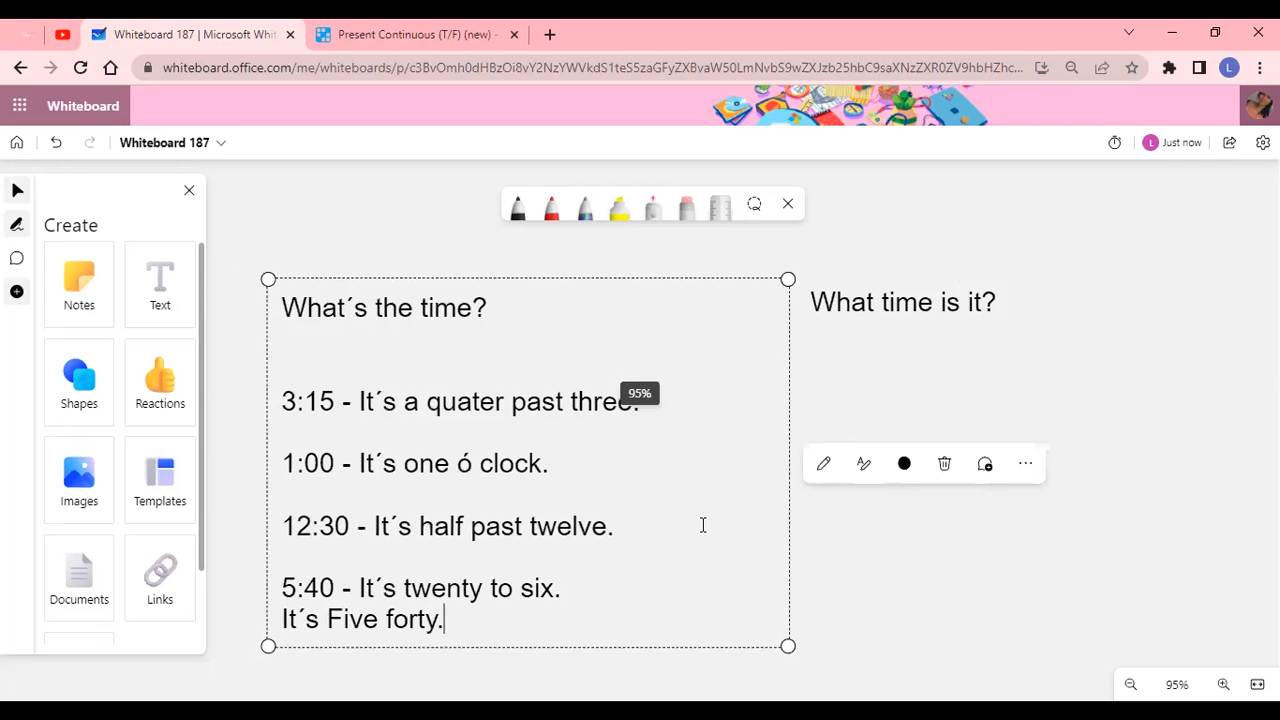 Whiteboard 187 | Microsoft Whit
Present Continuous (T/F) (new) -
whiteboard.office.com/me/whiteboards/p/c3BvOmh0dHBzOi8vY2NzYWVkdS1teS5zaGFyZXBvaW50LmNvbS9wZXJzb25hbC9saXNzZXR0ZV9hbHZhc...
L
Whiteboard
Whiteboard 187
L Just now
Create
Notes
Text
Shapes
Reactions
Images
Templates
Documents
Links
What´s the time?
What time is it?
3:15 - It´s a quater past three.
95%
1:00 - It´s one ó clock.
12:30 - It´s half past twelve.
5:40 - It´s twenty to six.
It´s Five forty.
95%